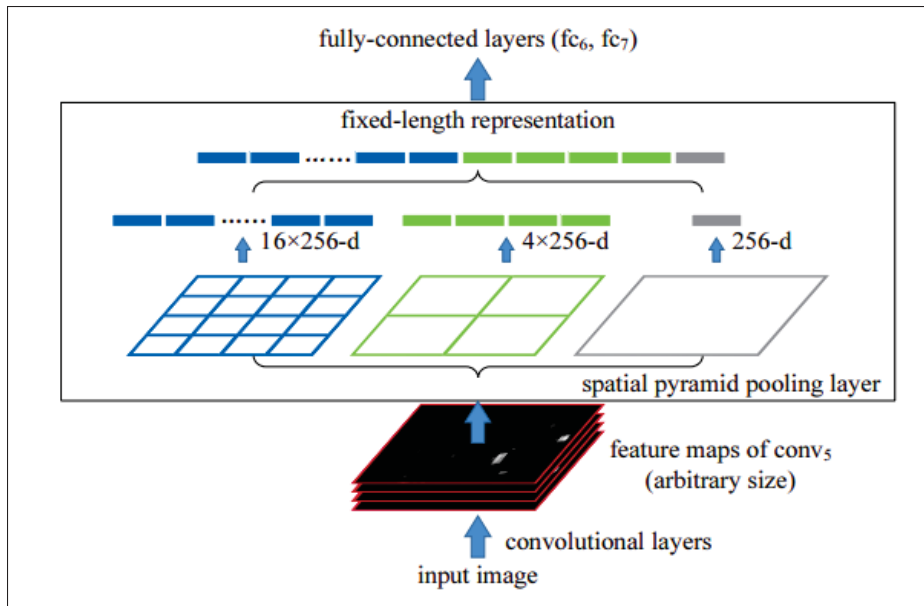 fully-connected layers (fc₆, fc₇)
fixed-length representation
......
......
16×256-d
4×256-d
256-d
spatial pyramid pooling layer
feature maps of conv₅
(arbitrary size)
convolutional layers
input image